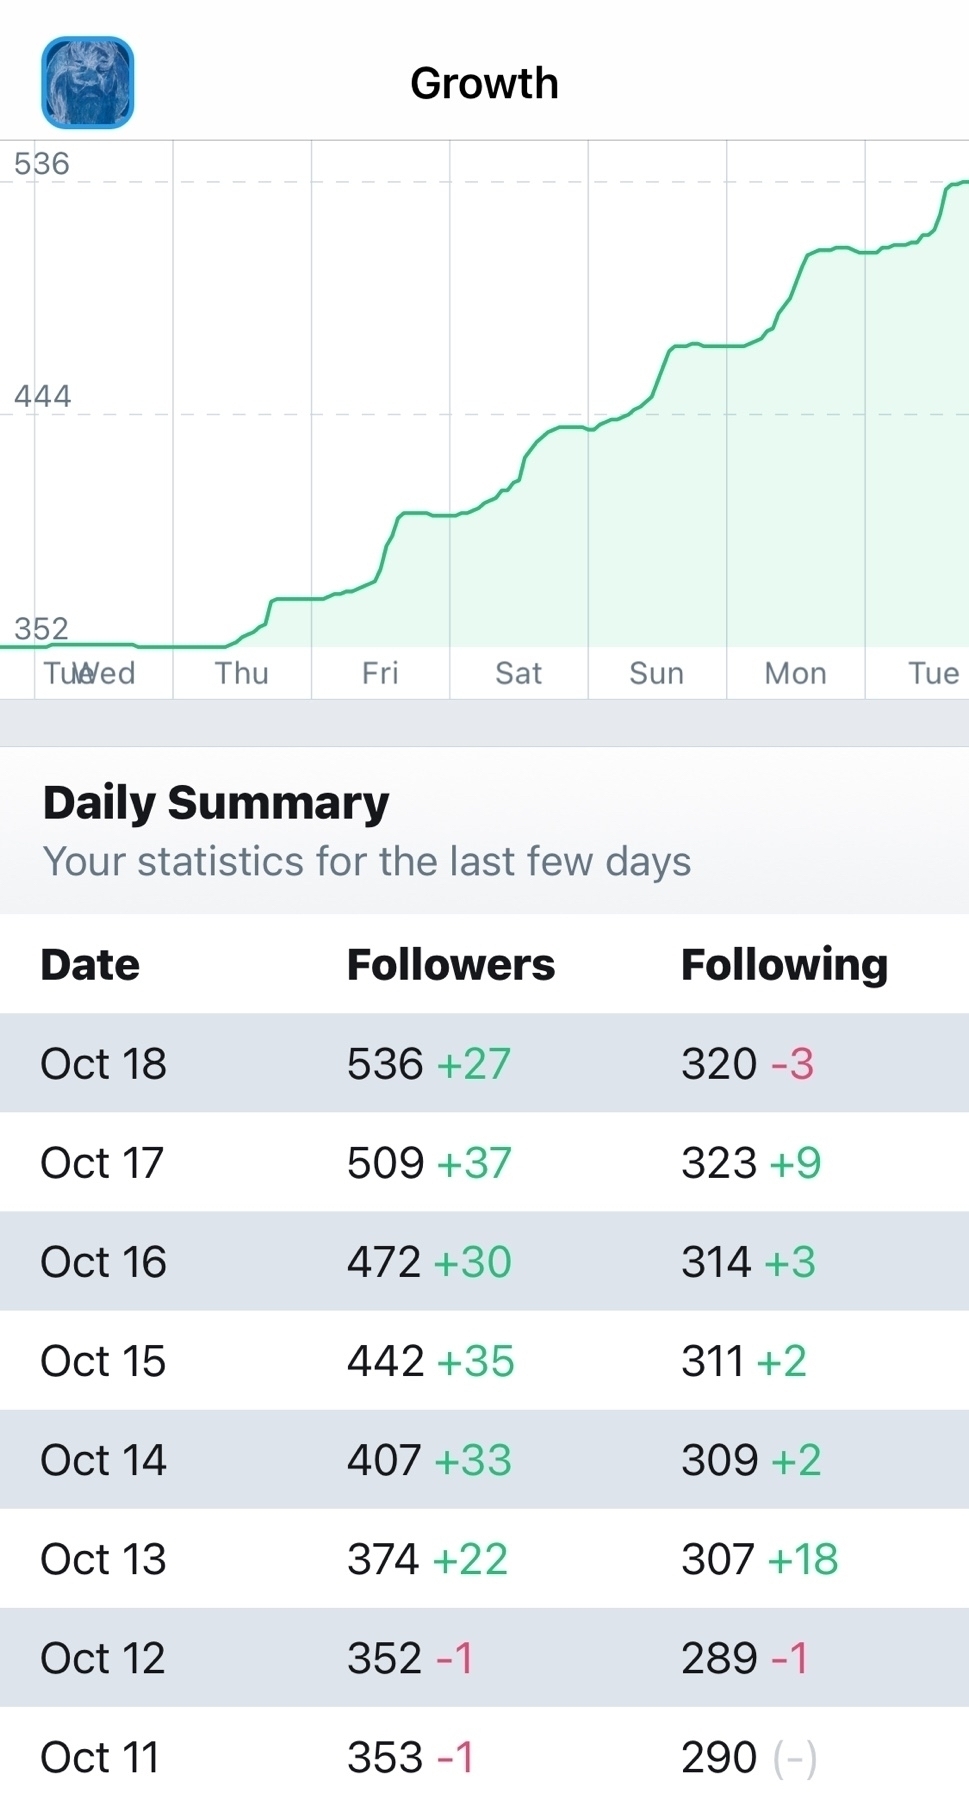 Growth
536
444
352
Tue Wed Thu Fri Sat Sun Mon Tue
Daily Summary
Your statistics for the last few days
Date Followers Following
Oct 18 536 +27 320 -3
Oct 17 509 +37 323 +9
Oct 16 472 +30 314 +3
Oct 15 442 +35 311 +2
Oct 14 407 +33 309 +2
Oct 13 374 +22 307 +18
Oct 12 352 -1 289 -1
Oct 11 353 -1 290 (-)